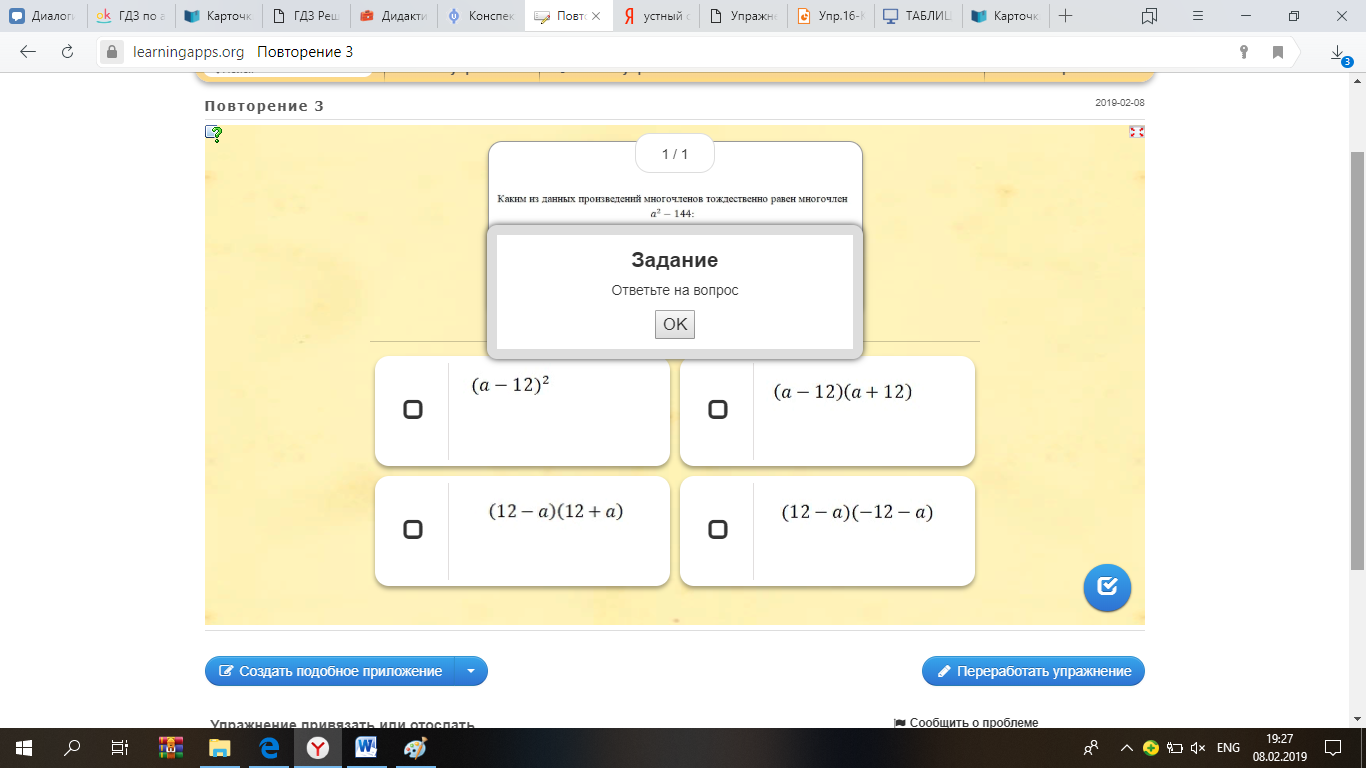 Диалоги
ГДЗ по а
Карточк
ГДЗ Реш
Дидакти
Конспек
Повто
устный с
Упражне
Упр.16-М
ТАБЛИЦ
Карточк
learningapps.org Повторение 3
3
Повторение 3
2019-02-08
1 / 1
Каким из данных произведений многочленов тождественно равен многочлен
a² − 144:
Задание
Ответьте на вопрос
OK
(a − 12)²
(a − 12)(a + 12)
(12 − a)(12 + a)
(12 − a)(−12 − a)
Создать подобное приложение
Переработать упражнение
Упражнение привязать или отослать
Сообщить о проблеме
ENG
19:27
08.02.2019